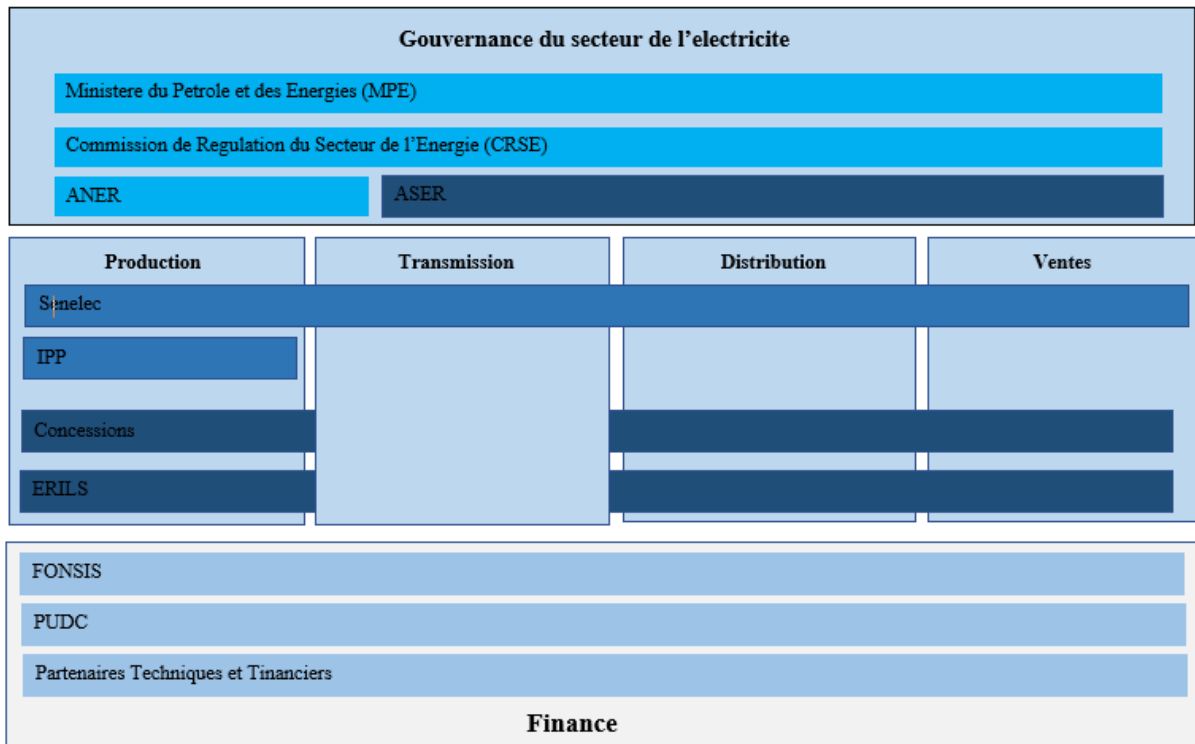 Gouvernance du secteur de l'electricite
Ministere du Petrole et des Energies (MPE)
Commission de Regulation du Secteur de l'Energie (CRSE)
ANER
ASER
Production
Transmission
Distribution
Ventes
Senelec
IPP
Concessions
ERILS
FONSIS
PUDC
Partenaires Techniques et Tinanciers
Finance